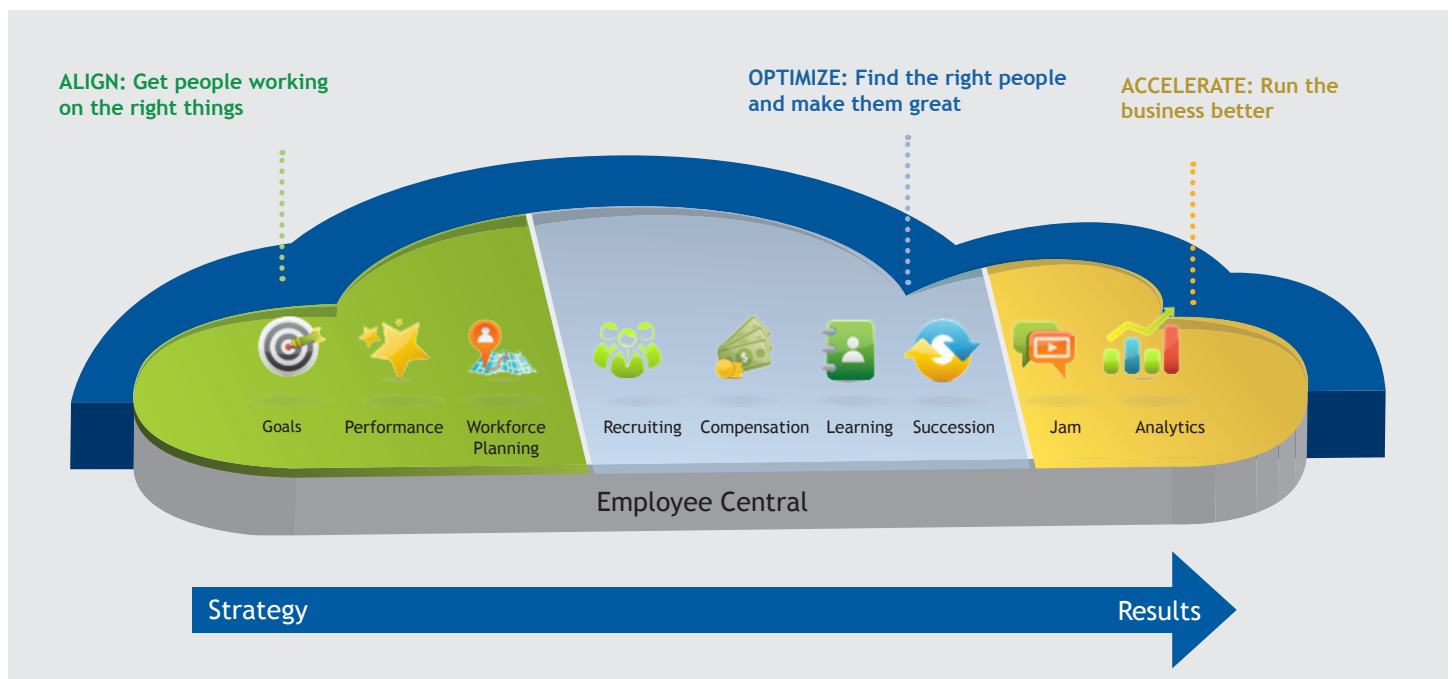 ALIGN: Get people working
on the right things
OPTIMIZE: Find the right people
and make them great
ACCELERATE: Run the
business better
Goals
Performance
Workforce
Planning
Recruiting
Compensation
Learning
Succession
Jam
Analytics
Employee Central
Strategy
Results